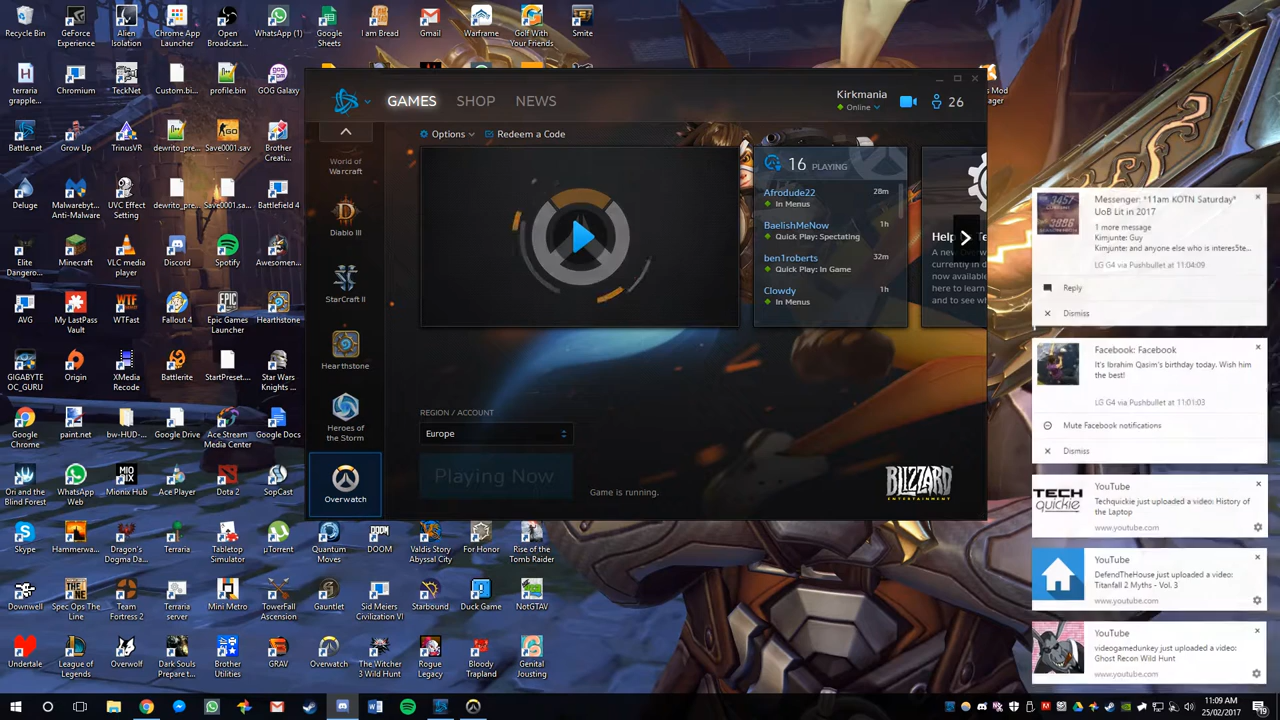 Recycle Bin
GeForce
Experience
Alien
Isolation
Chrome App
Launcher
Open
Broadcast...
WhatsApp (1)
Google
Sheets
I am Bread
Gmail
Warframe
Golf With
Your Friends
Smite
terraria
grapple...
Chromium
TeckNet
Custom.bi...
profile.bin
GOG Galaxy
Battle.net
Grow Up
TrinusVR
dewrito_pr...
Save0001.sav
Brother
Creati...
Deluge
Malwareby...
Anti-Malware
UVC Effect
Setting
dewrito_pr...
Save0001...
Battlefield 4
Elite
Dangerous...
Minecraft
VLC media
player
Discord
Spotify
Awesomen...
AVG
My LastPass
Vault
WTFast
Fallout 4
Epic Games
Launcher
Hearthstone
GIGABYTE
OC_GURU
Origin
XMedia
Recode
Battlerite
StartPreset...
Star Wars
Knights ...
Google
Chrome
paint.net
bw-HUD-...
Google Drive
Ace Stream
Media Center
Google Docs
Ori and the
Blind Forest
WhatsApp
Web
Mionix Hub
Ace Player
Dota 2
SopCast
Skype
Hammerwa...
Dragon's
Dogma Da...
Terraria
Tabletop
Simulator
µTorrent
Quantum
Moves
DOOM
Valdis Story
Abyssal City
For Honor
Rise of the
Tomb Raider
Downwell
Spec Ops The
Line
Team
Fortress 2
Terraria
server
Mini Metro
TowerFall
Ascension
Gauntlet
Sid Meier's
Civilization VI
Starbound
Duck Game
NotGTAV
Undertale
League of
Legends
Overwolf
Dark Souls
Prepare t...
Brother
Utilities
GRAV
Overwatch
The Witcher 3
Wild Hunt
Rogue
Legacy
Bloody
Trapland
Genital
Jousting
GAMES
SHOP
NEWS
Kirkmania
Online
26
Options
Redeem a Code
World of
Warcraft
Diablo III
StarCraft II
Hearthstone
Heroes of
the Storm
Overwatch
16 PLAYING
Afrodude22 28m
In Menus
BaelishMeNow 1h
Quick Play: Spectating
ben1roberts 32m
Quick Play: In Game
Clowdy 1h
In Menus
REGION / ACCOUNT
Europe
Playing Now
Game is running.
BLIZZARD
ENTERTAINMENT
Messenger: "11am KOTN Saturday"
UoB Lit in 2017
1 more message
Kimjunte: Guy
Kimjunte: and anyone else who is interes5te...
LG G4 via Pushbullet at 11:04:09
Reply
Dismiss
Facebook: Facebook
It's Ibrahim Qasim's birthday today. Wish him
the best!
LG G4 via Pushbullet at 11:01:03
Mute Facebook notifications
Dismiss
TECH
quickie
YouTube
Techquickie just uploaded a video: History of
the Laptop
www.youtube.com
YouTube
DefendTheHouse just uploaded a video:
Titanfall 2 Myths - Vol. 3
www.youtube.com
YouTube
videogamedunkey just uploaded a video:
Ghost Recon Wild Hunt
www.youtube.com
11:09 AM
25/02/2017
19